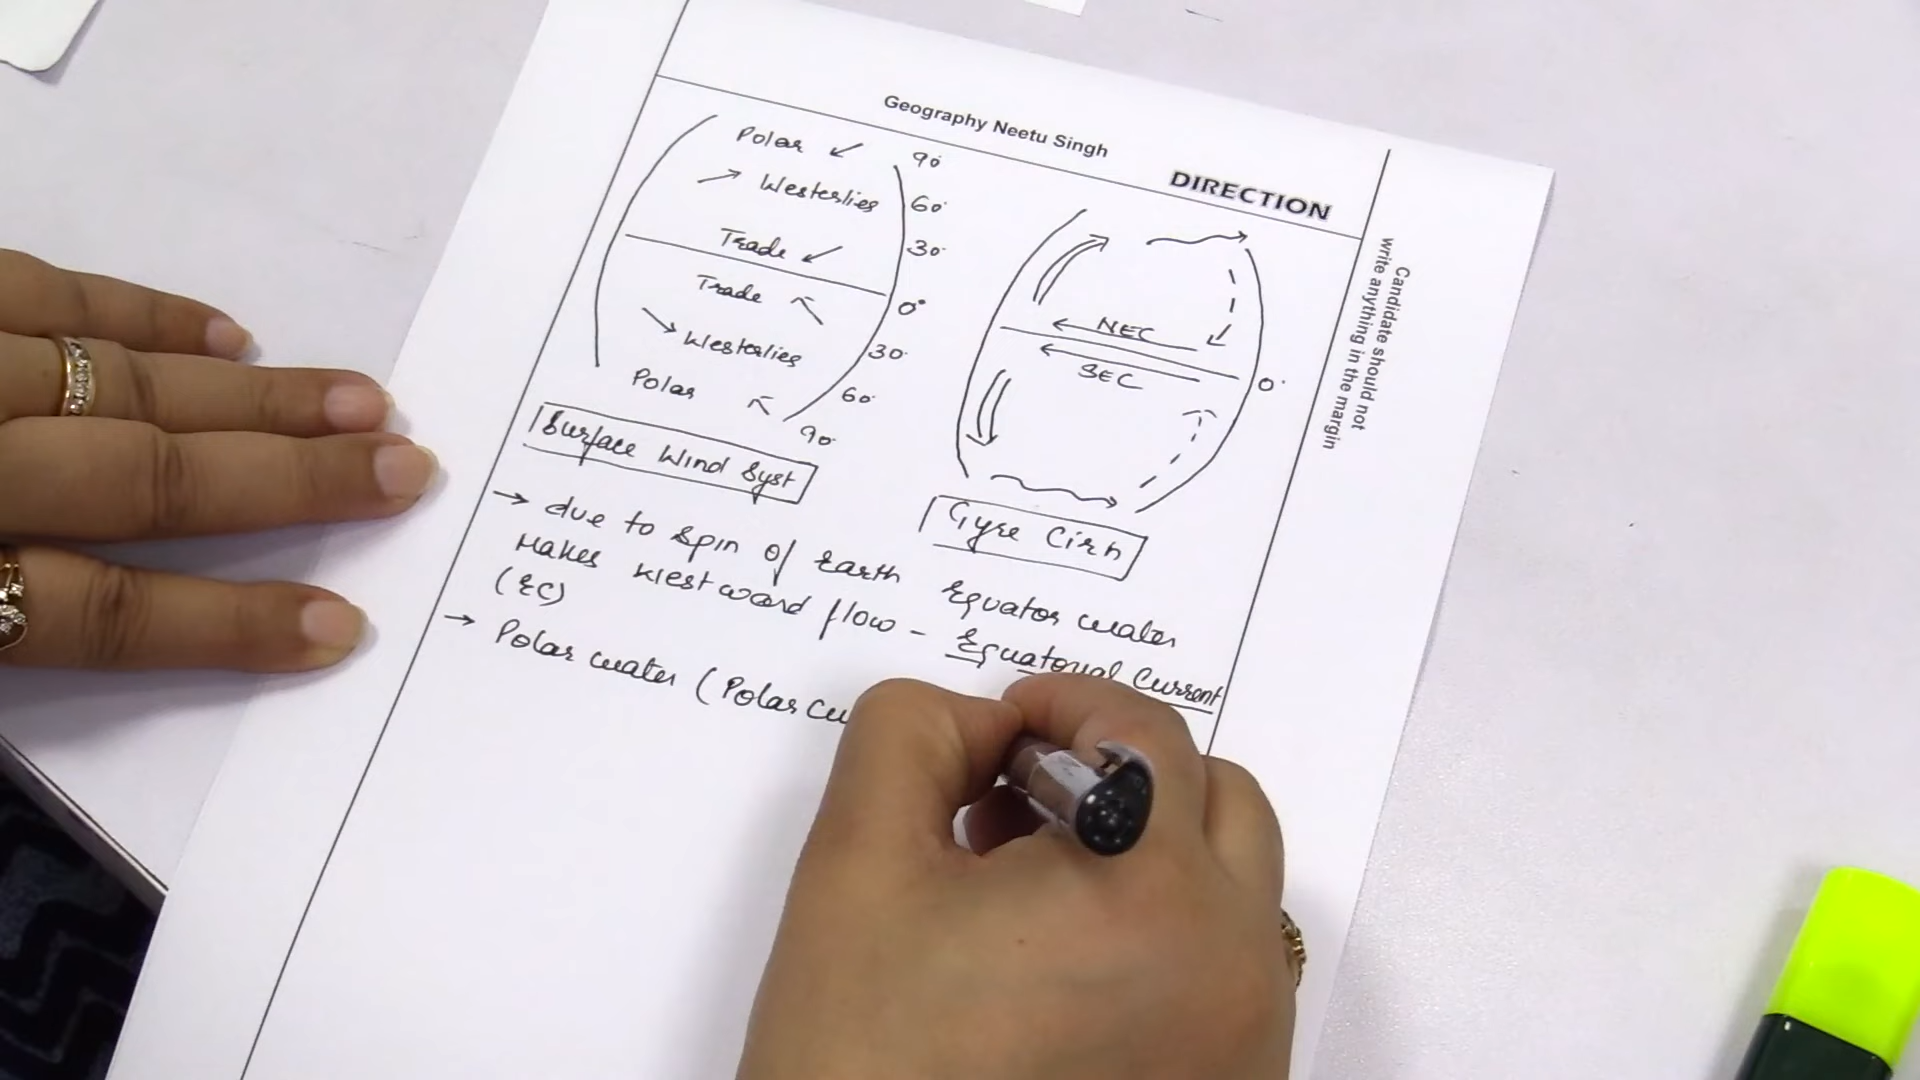 Geography Neetu Singh
DIRECTION
Candidate should not
write anything in the margin
Polar 90°
Westerlies 60°
Trade 30°
Trade 0°
Westerlies 30°
Polar 60°
90°
Surface Wind Syst
NEC
SEC
0°
Gyre Cirn
→ due to spin of Earth Equator water
makes westward flow - Equatorial Current
(EC)
→ Polar water (Polar Cu